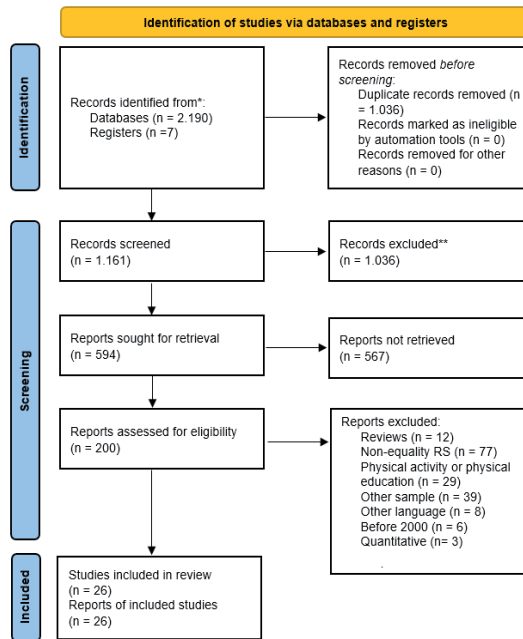 Identification of studies via databases and registers
Identification
Records identified from*:
Databases (n = 2.190)
Registers (n =7)
Records removed before
screening:
Duplicate records removed (n
= 1.036)
Records marked as ineligible
by automation tools (n = 0)
Records removed for other
reasons (n = 0)
Screening
Records screened
(n = 1.161)
Records excluded**
(n = 1.036)
Reports sought for retrieval
(n = 594)
Reports not retrieved
(n = 567)
Reports assessed for eligibility
(n = 200)
Reports excluded:
Reviews (n = 12)
Non-equality RS (n = 77)
Physical activity or physical
education (n = 29)
Other sample (n = 39)
Other language (n = 8)
Before 2000 (n = 6)
Quantitative (n= 3)
.
Included
Studies included in review
(n = 26)
Reports of included studies
(n = 26)